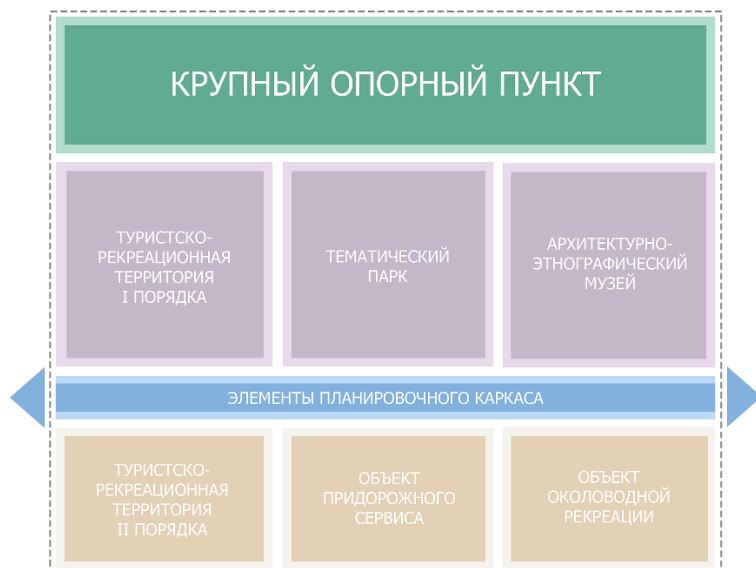 КРУПНЫЙ ОПОРНЫЙ ПУНКТ
ТУРИСТСКО-
РЕКРЕАЦИОННАЯ
ТЕРРИТОРИЯ
I ПОРЯДКА
ТЕМАТИЧЕСКИЙ
ПАРК
АРХИТЕКТУРНО-
ЭТНОГРАФИЧЕСКИЙ
МУЗЕЙ
ЭЛЕМЕНТЫ ПЛАНИРОВОЧНОГО КАРКАСА
ТУРИСТСКО-
РЕКРЕАЦИОННАЯ
ТЕРРИТОРИЯ
II ПОРЯДКА
ОБЪЕКТ
ПРИДОРОЖНОГО
СЕРВИСА
ОБЪЕКТ
ОКОЛОВОДНОЙ
РЕКРЕАЦИИ